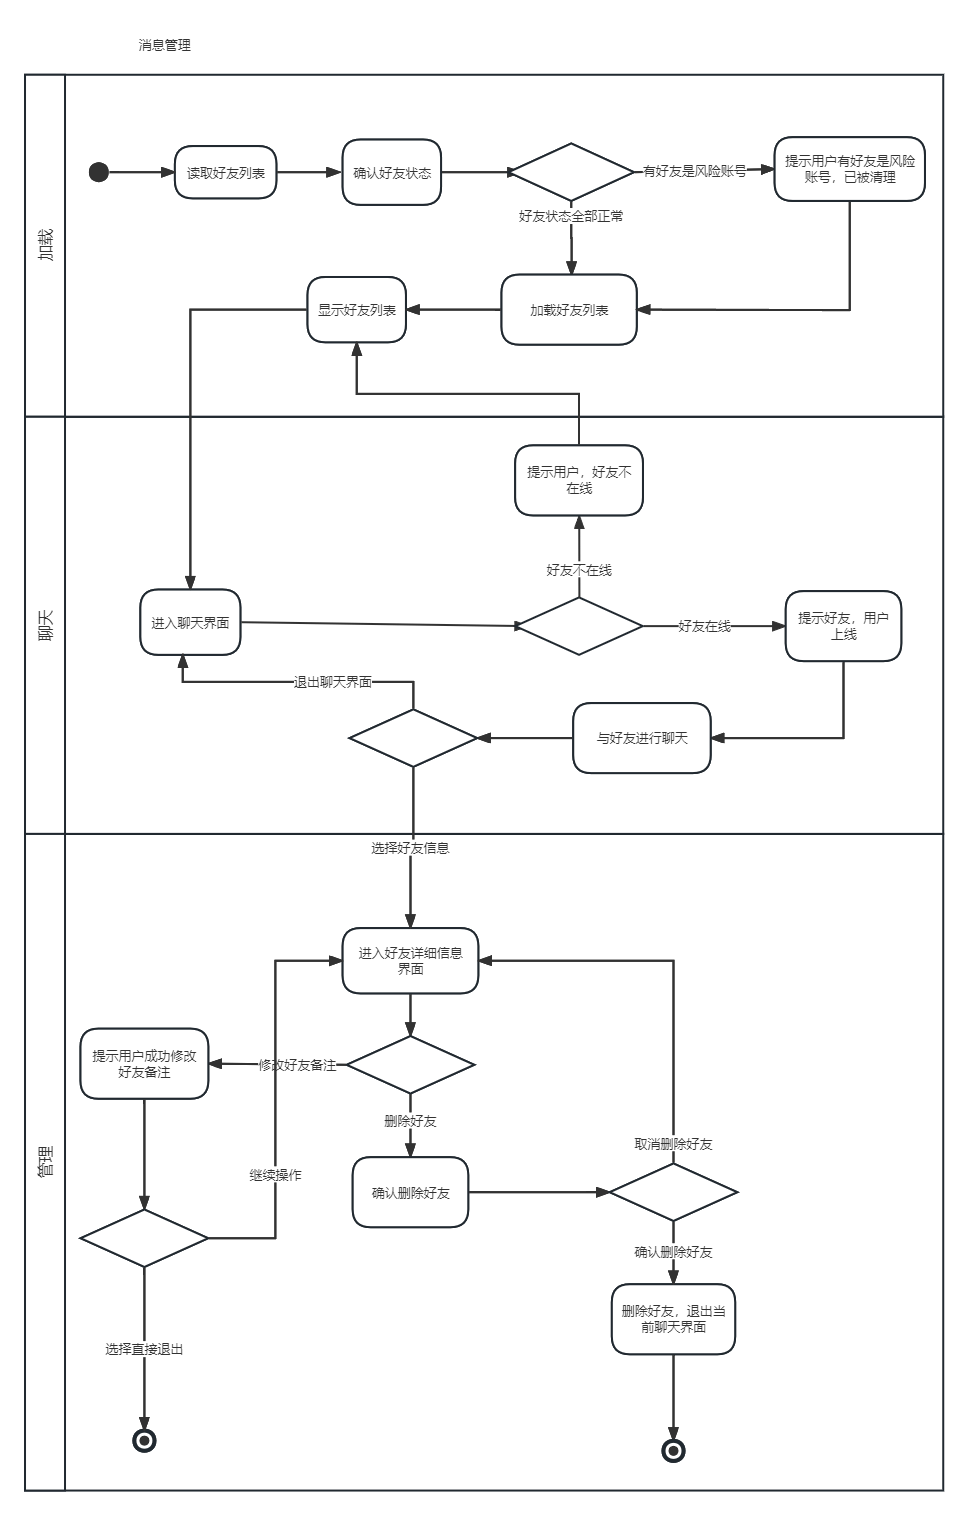 消息管理
加载
读取好友列表
确认好友状态
有好友是风险账号
提示用户有好友是风险
账号，已被清理
好友状态全部正常
显示好友列表
加载好友列表
聊天
提示用户，好友不
在线
好友不在线
进入聊天界面
好友在线
提示好友，用户
上线
退出聊天界面
与好友进行聊天
选择好友信息
管理
进入好友详细信息
界面
提示用户成功修改
好友备注
修改好友备注
删除好友
取消删除好友
继续操作
确认删除好友
确认删除好友
删除好友，退出当
前聊天界面
选择直接退出